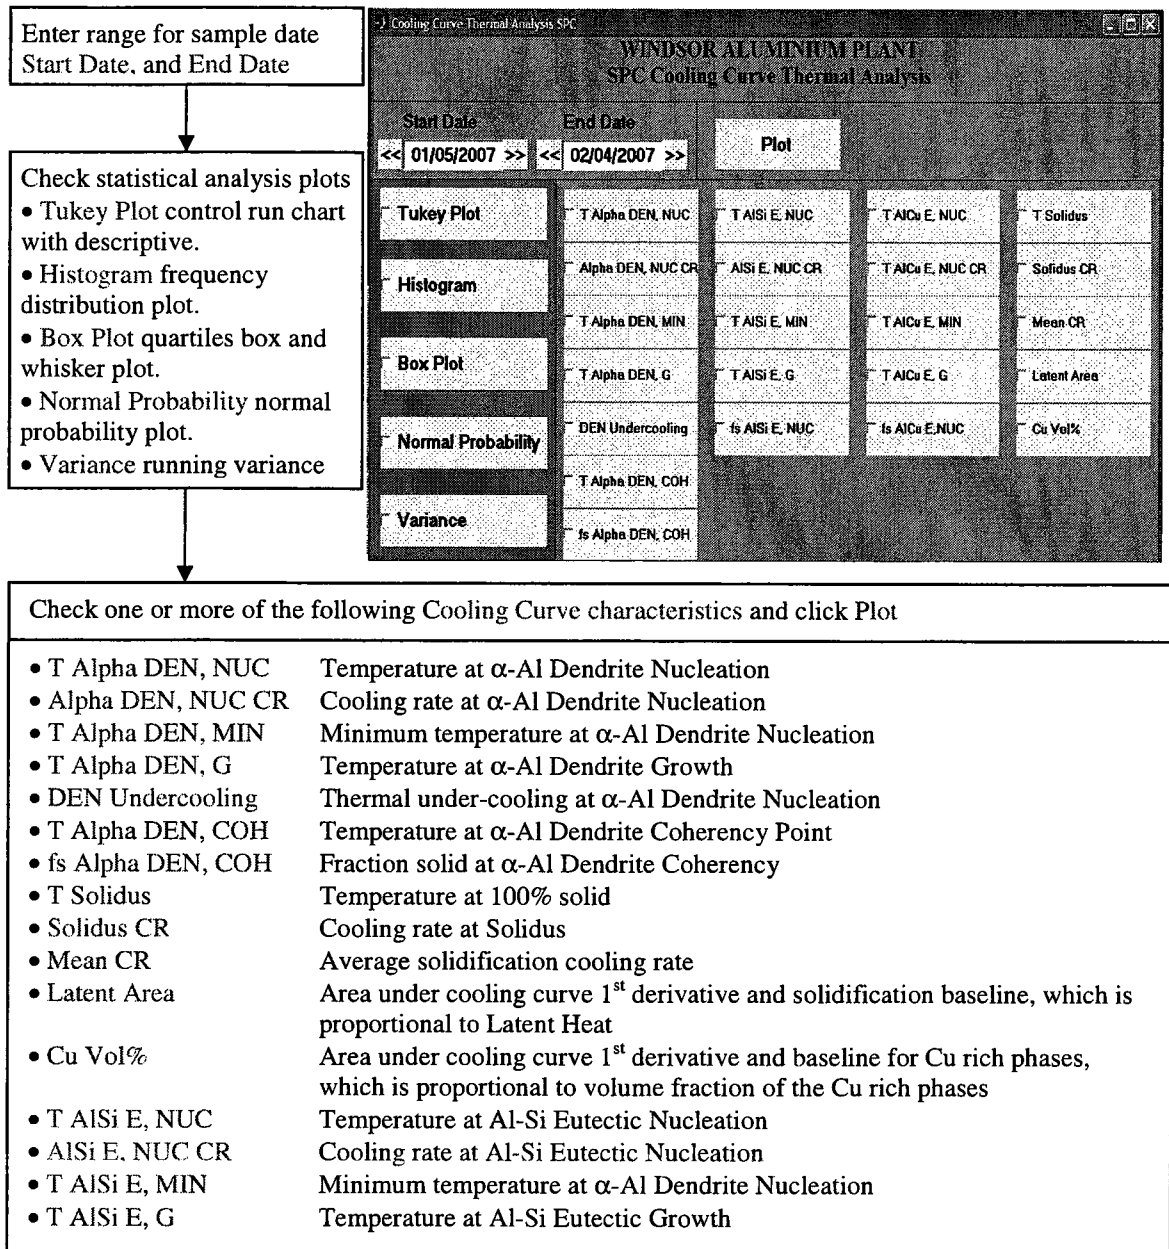 Enter range for sample date
Start Date, and End Date
Check statistical analysis plots
• Tukey Plot control run chart
with descriptive.
• Histogram frequency
distribution plot.
• Box Plot quartiles box and
whisker plot.
• Normal Probability normal
probability plot.
• Variance running variance
Cooling Curve Thermal Analysis SPC
WINDSOR ALUMINIUM PLANT
SPC Cooling Curve Thermal Analysis
Start Date End Date
<< 01/05/2007 >> << 02/04/2007 >> Plot
Tukey Plot
Histogram
Box Plot
Normal Probability
Variance
T Alpha DEN, NUC
Alpha DEN, NUC CR
T Alpha DEN, MIN
T Alpha DEN, G
DEN Undercooling
T Alpha DEN, COH
fs Alpha DEN, COH
T AlSi E, NUC
AlSi E, NUC CR
T AlSi E, MIN
T AlSi E, G
fs AlSi E, NUC
T AlCu E, NUC
T AlCu E, NUC CR
T AlCu E, MIN
T AlCu E, G
fs AlCu E,NUC
T Solidus
Solidus CR
Mean CR
Latent Area
Cu Vol%
Check one or more of the following Cooling Curve characteristics and click Plot
• T Alpha DEN, NUC Temperature at α-Al Dendrite Nucleation
• Alpha DEN, NUC CR Cooling rate at α-Al Dendrite Nucleation
• T Alpha DEN, MIN Minimum temperature at α-Al Dendrite Nucleation
• T Alpha DEN, G Temperature at α-Al Dendrite Growth
• DEN Undercooling Thermal under-cooling at α-Al Dendrite Nucleation
• T Alpha DEN, COH Temperature at α-Al Dendrite Coherency Point
• fs Alpha DEN, COH Fraction solid at α-Al Dendrite Coherency
• T Solidus Temperature at 100% solid
• Solidus CR Cooling rate at Solidus
• Mean CR Average solidification cooling rate
• Latent Area Area under cooling curve 1st derivative and solidification baseline, which is
proportional to Latent Heat
• Cu Vol% Area under cooling curve 1st derivative and baseline for Cu rich phases,
which is proportional to volume fraction of the Cu rich phases
• T AlSi E, NUC Temperature at Al-Si Eutectic Nucleation
• AlSi E, NUC CR Cooling rate at Al-Si Eutectic Nucleation
• T AlSi E, MIN Minimum temperature at α-Al Dendrite Nucleation
• T AlSi E, G Temperature at Al-Si Eutectic Growth